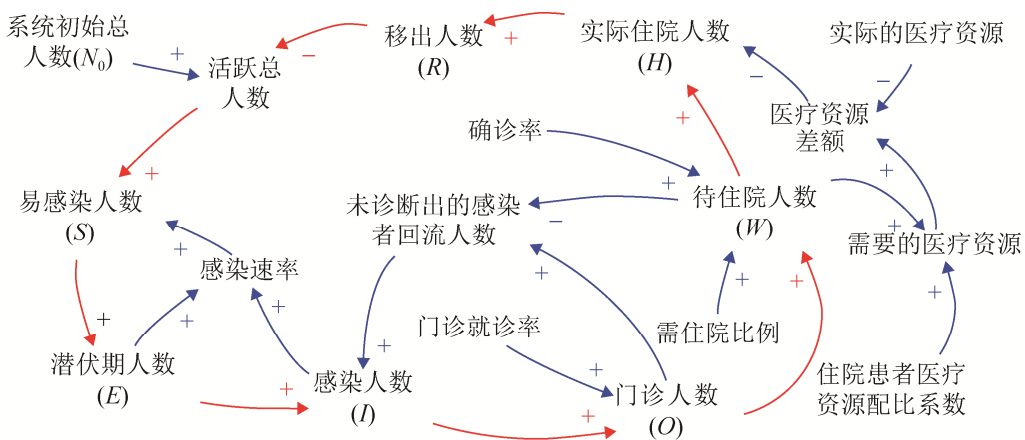 系统初始总
人数(N₀)
+
活跃总
人数
−
移出人数
(R)
+
实际住院人数
(H)
实际的医疗资源
−
−
医疗资源
差额
确诊率
+
+
+
易感染人数
(S)
+
未诊断出的感染
者回流人数
−
+
待住院人数
(W)
+
需要的医疗资源
+
感染速率
+
+
+
+
+
门诊就诊率
需住院比例
+
潜伏期人数
(E)
+
感染人数
(I)
+
+
门诊人数
(O)
住院患者医疗
资源配比系数
+